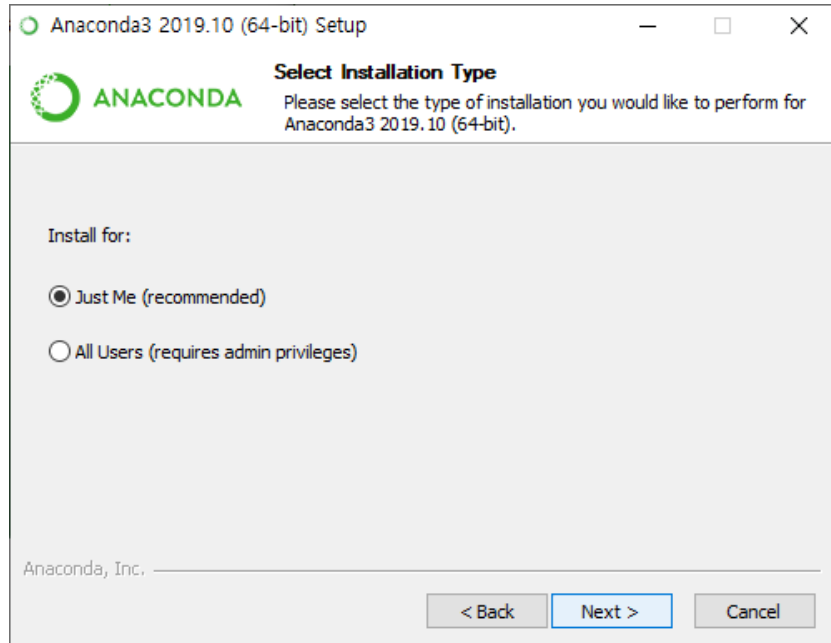 Anaconda3 2019.10 (64-bit) Setup
ANACONDA
Select Installation Type
Please select the type of installation you would like to perform for
Anaconda3 2019.10 (64-bit).
Install for:
Just Me (recommended)
All Users (requires admin privileges)
Anaconda, Inc.
< Back
Next >
Cancel